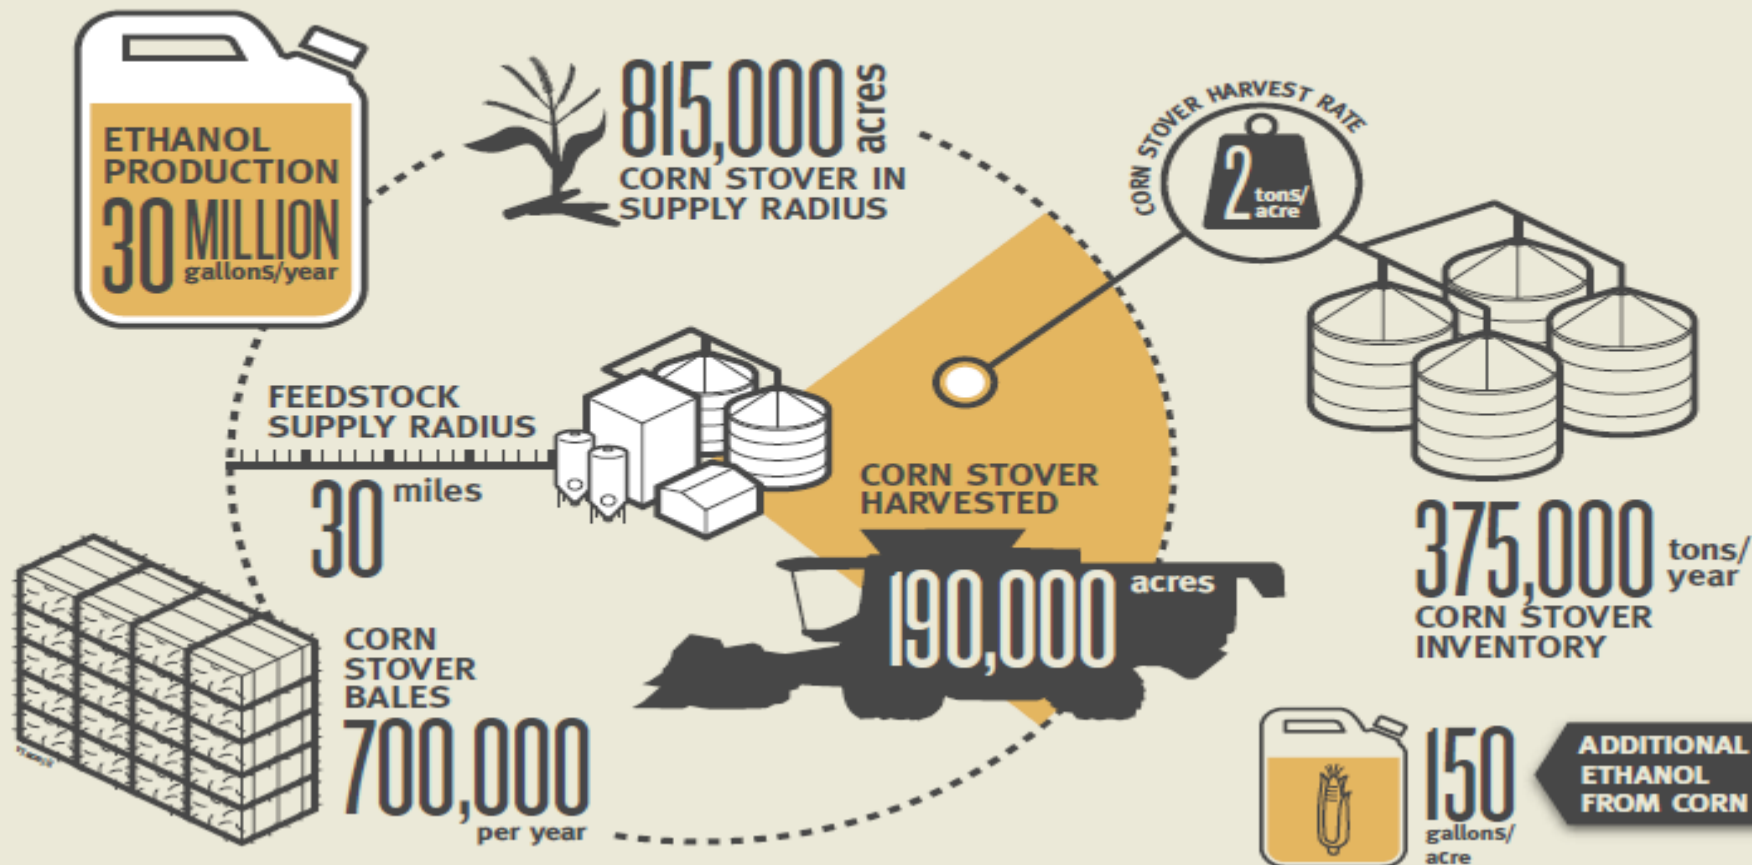 ETHANOL
PRODUCTION
30 MILLION
gallons/year
815,000 acres
CORN STOVER IN
SUPPLY RADIUS
CORN STOVER HARVEST RATE
2 tons/
acre
FEEDSTOCK
SUPPLY RADIUS
30 miles
CORN STOVER
HARVESTED
190,000 acres
375,000 tons/
year
CORN STOVER
INVENTORY
CORN
STOVER
BALES
700,000
per year
150
gallons/
acre
ADDITIONAL
ETHANOL
FROM CORN